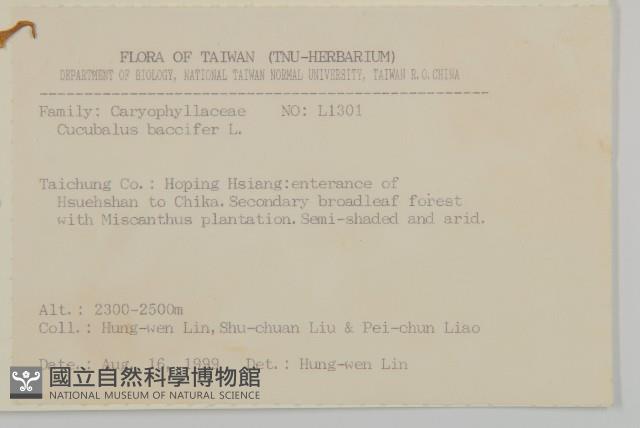 FLORA OF TAIWAN (TNU-HERBARIUM)
DEPARTMENT OF BIOLOGY, NATIONAL TAIWAN NORMAL UNIVERSITY, TAIWAN R.O.CHINA
--------------------------------------------------
Family: Caryophyllaceae NO: L1301
Cucubalus baccifer L.
Taichung Co.: Hoping Hsiang:enterance of
Hsuehshan to Chika.Secondary broadleaf forest
with Miscanthus plantation.Semi-shaded and arid.
Alt.: 2300-2500m
Coll.: Hung-wen Lin,Shu-chuan Liu & Pei-chun Liao
Date.: Aug. 16, 1999 Det.: Hung-wen Lin
國立自然科學博物館
NATIONAL MUSEUM OF NATURAL SCIENCE